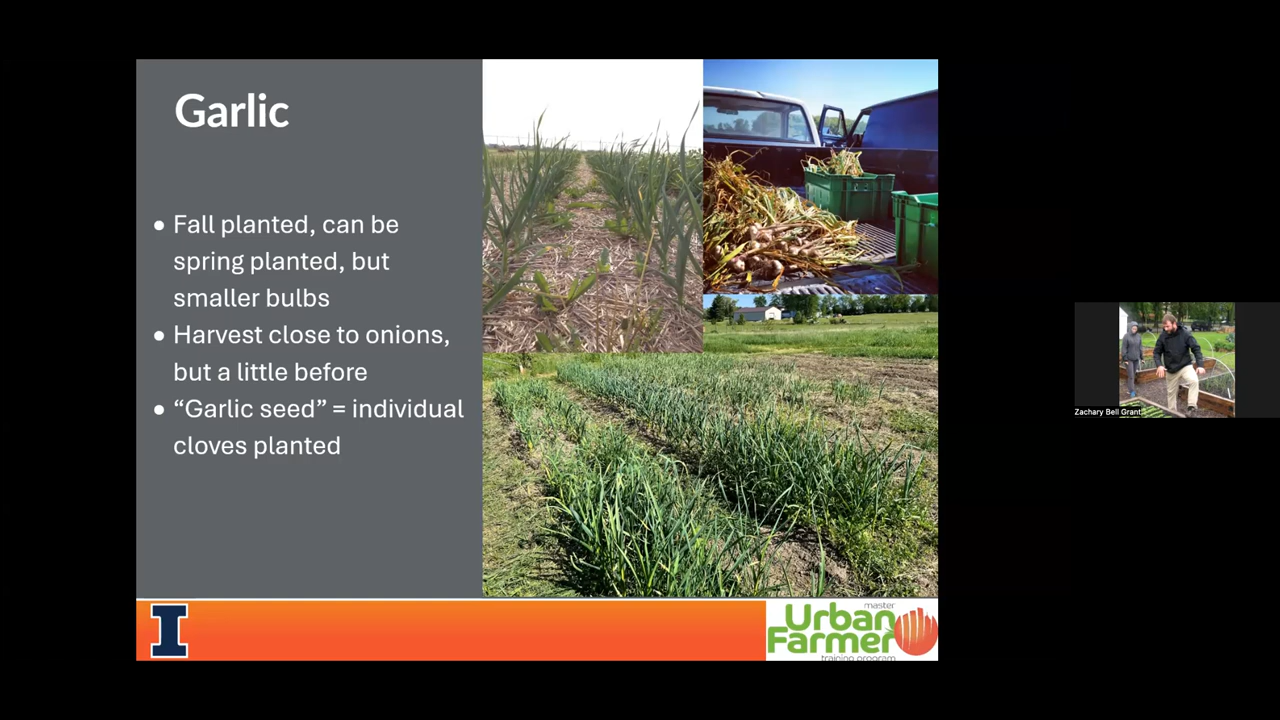 Garlic
• Fall planted, can be
spring planted, but
smaller bulbs
• Harvest close to onions,
but a little before
• “Garlic seed” = individual
cloves planted
Zachary Bell Grant
I
master
Urban
Farmer
training program